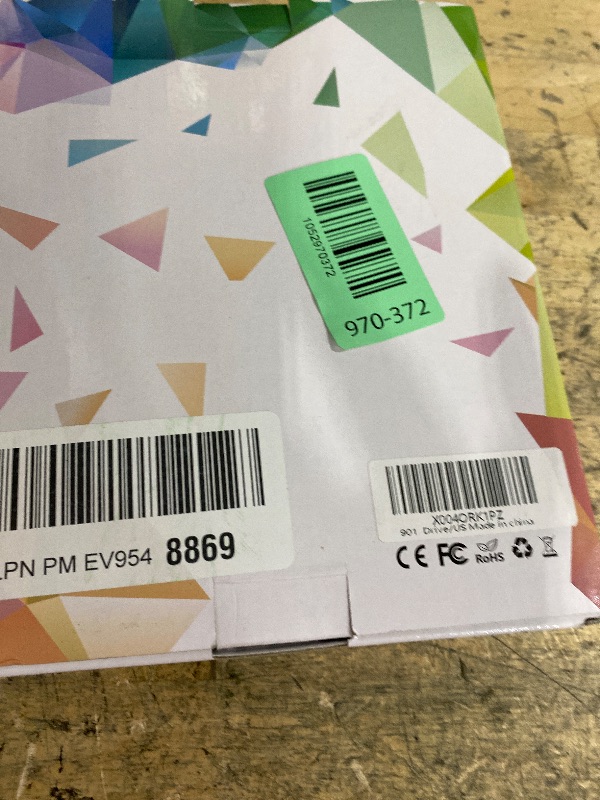 1052970372
970-372
LPN PM EV954 8869
X004ORK1PZ
901 Drive/US Made in china
CE FC RoHS